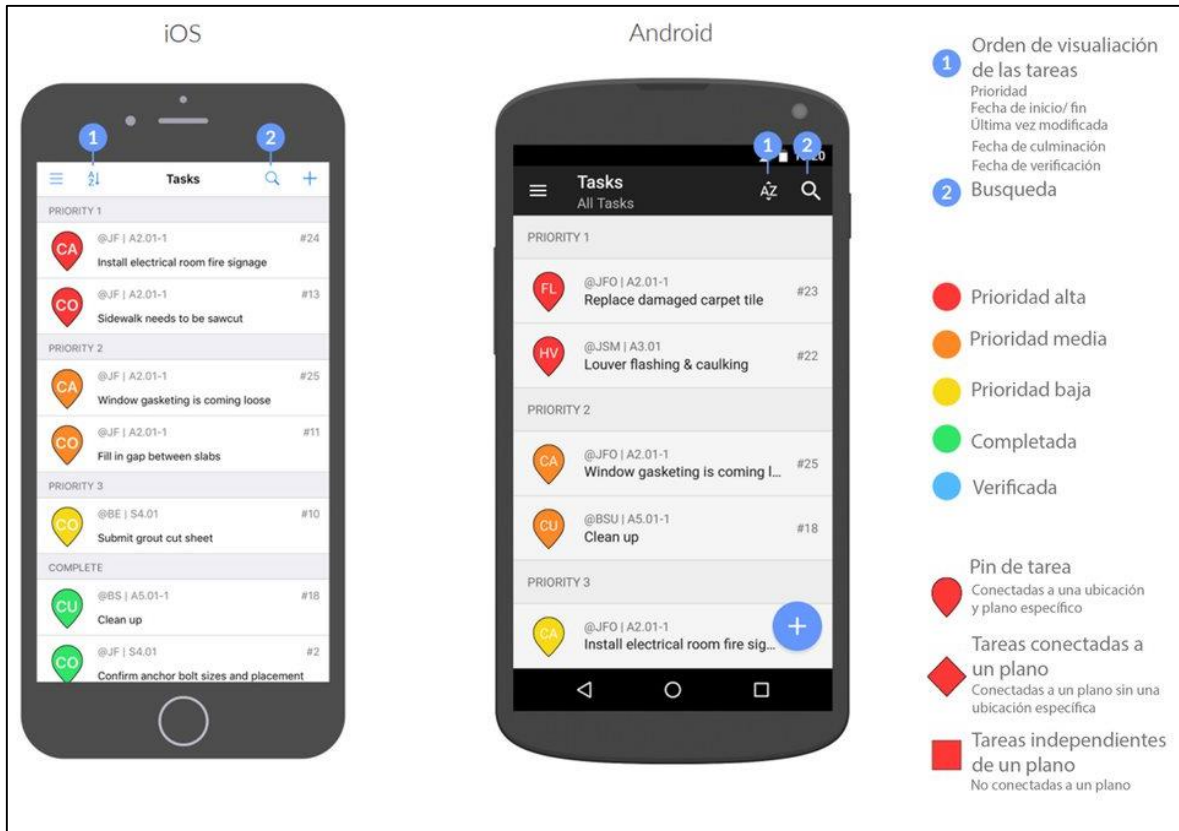 iOS
1
2
Tasks
PRIORITY 1
CA
@JF | A2.01-1
#24
Install electrical room fire signage
CO
@JF | A2.01-1
#13
Sidewalk needs to be sawcut
PRIORITY 2
CA
@JF | A2.01-1
#25
Window gasketing is coming loose
CO
@JF | A2.01-1
#11
Fill in gap between slabs
PRIORITY 3
CO
@BE | S4.01
#10
Submit grout cut sheet
COMPLETE
CU
@BS | A5.01-1
#18
Clean up
CO
@JF | S4.01
#2
Confirm anchor bolt sizes and placement
Android
1
2
20
Tasks
All Tasks
AZ
PRIORITY 1
FL
@JFO | A2.01-1
Replace damaged carpet tile
#23
HV
@JSM | A3.01
Louver flashing & caulking
#22
PRIORITY 2
CA
@JFO | A2.01-1
Window gasketing is coming l...
#25
CU
@BSU | A5.01-1
Clean up
#18
PRIORITY 3
CA
@JFO | A2.01-1
Install electrical room fire sig...
1
Orden de visualiación
de las tareas
Prioridad
Fecha de inicio/ fin
Última vez modificada
Fecha de culminación
Fecha de verificación
2
Busqueda
Prioridad alta
Prioridad media
Prioridad baja
Completada
Verificada
Pin de tarea
Conectadas a una ubicación
y plano específico
Tareas conectadas a
un plano
Conectadas a un plano sin una
ubicación específica
Tareas independientes
de un plano
No conectadas a un plano